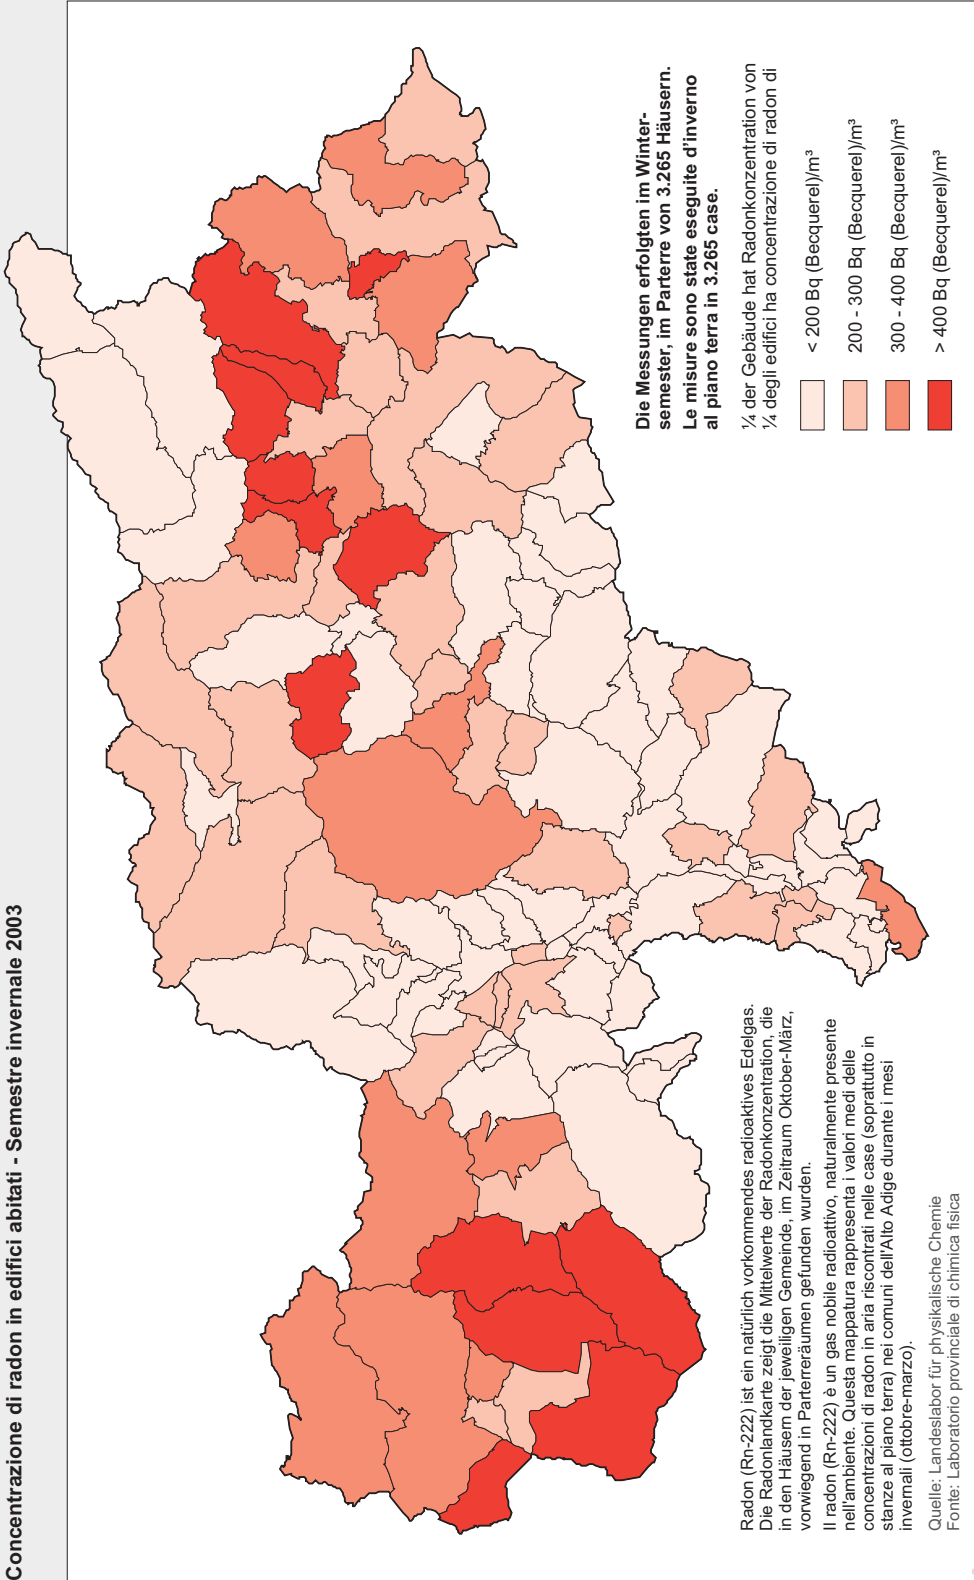 Concentrazione di radon in edifici abitati - Semestre invernale 2003
Radon (Rn-222) ist ein natürlich vorkommendes radioaktives Edelgas.
Die Radonlandkarte zeigt die Mittelwerte der Radonkonzentration, die
in den Häusern der jeweiligen Gemeinde, im Zeitraum Oktober-März,
vorwiegend in Parterreräumen gefunden wurden.
Il radon (Rn-222) è un gas nobile radioattivo, naturalmente presente
nell'ambiente. Questa mappatura rappresenta i valori medi delle
concentrazioni di radon in aria riscontrati nelle case (soprattutto in
stanze al piano terra) nei comuni dell'Alto Adige durante i mesi
invernali (ottobre-marzo).
Quelle: Landeslabor für physikalische Chemie
Fonte: Laboratorio provinciale di chimica fisica
Die Messungen erfolgten im Winter-
semester, im Parterre von 3.265 Häusern.
Le misure sono state eseguite d'inverno
al piano terra in 3.265 case.
¼ der Gebäude hat Radonkonzentration von
¼ degli edifici ha concentrazione di radon di
< 200 Bq (Becquerel)/m³
200 - 300 Bq (Becquerel)/m³
300 - 400 Bq (Becquerel)/m³
> 400 Bq (Becquerel)/m³